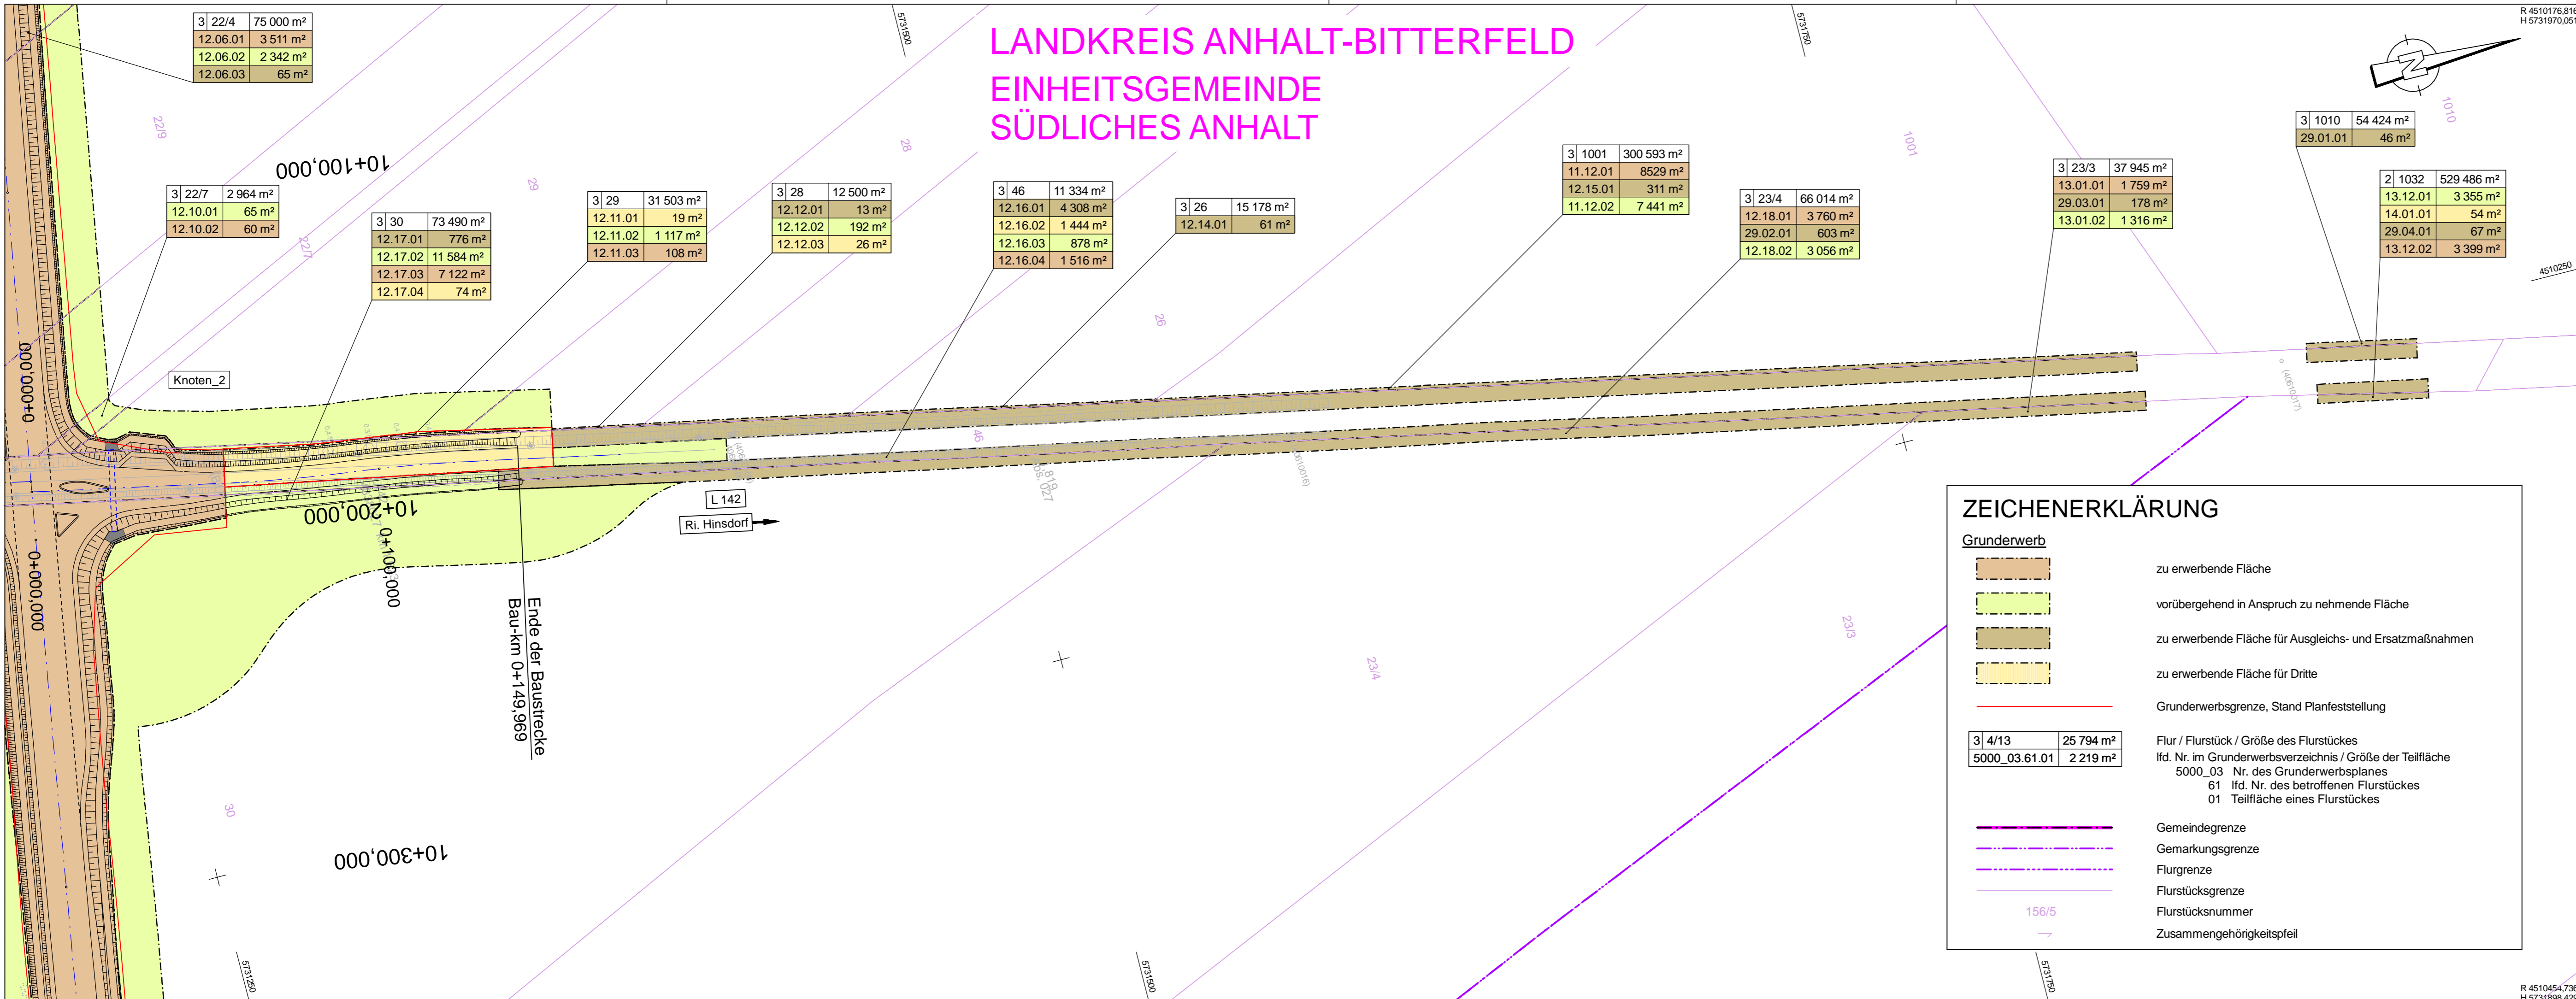 LANDKREIS ANHALT-BITTERFELD
EINHEITSGEMEINDE
SÜDLICHES ANHALT
5731500
5731750
R 4510176,816
H 5731970,051
N
3 22/4 75 000 m²
12.06.01 3 511 m²
12.06.02 2 342 m²
12.06.03 65 m²
3 22/7 2 964 m²
12.10.01 65 m²
12.10.02 60 m²
3 30 73 490 m²
12.17.01 776 m²
12.17.02 11 584 m²
12.17.03 7 122 m²
12.17.04 74 m²
3 29 31 503 m²
12.11.01 19 m²
12.11.02 1 117 m²
12.11.03 108 m²
3 28 12 500 m²
12.12.01 13 m²
12.12.02 192 m²
12.12.03 26 m²
3 46 11 334 m²
12.16.01 4 308 m²
12.16.02 1 444 m²
12.16.03 878 m²
12.16.04 1 516 m²
3 26 15 178 m²
12.14.01 61 m²
3 1001 300 593 m²
11.12.01 8529 m²
12.15.01 311 m²
11.12.02 7 441 m²
3 23/4 66 014 m²
12.18.01 3 760 m²
29.02.01 603 m²
12.18.02 3 056 m²
3 23/3 37 945 m²
13.01.01 1 759 m²
29.03.01 178 m²
13.01.02 1 316 m²
3 1010 54 424 m²
29.01.01 46 m²
2 1032 529 486 m²
13.12.01 3 355 m²
14.01.01 54 m²
29.04.01 67 m²
13.12.02 3 399 m²
22/9
10+100,000
29
28
22/7
26
1001
1010
4510250
0+000,000
Knoten_2
46
(40610017)
L 142
Ri. Hinsdorf
10+200,000
0+100,000
0+000,000
Ende der Baustrecke
Bau-km 0+149,969
23/4
23/3
30
10+300,000
5731250
5731500
5731750
ZEICHENERKLÄRUNG
Grunderwerb
zu erwerbende Fläche
vorübergehend in Anspruch zu nehmende Fläche
zu erwerbende Fläche für Ausgleichs- und Ersatzmaßnahmen
zu erwerbende Fläche für Dritte
Grunderwerbsgrenze, Stand Planfeststellung
3 4/13 25 794 m² Flur / Flurstück / Größe des Flurstückes
5000_03.61.01 2 219 m² lfd. Nr. im Grunderwerbsverzeichnis / Größe der Teilfläche
5000_03 Nr. des Grunderwerbsplanes
61 lfd. Nr. des betroffenen Flurstückes
01 Teilfläche eines Flurstückes
Gemeindegrenze
Gemarkungsgrenze
Flurgrenze
Flurstücksgrenze
156/5 Flurstücksnummer
Zusammengehörigkeitspfeil